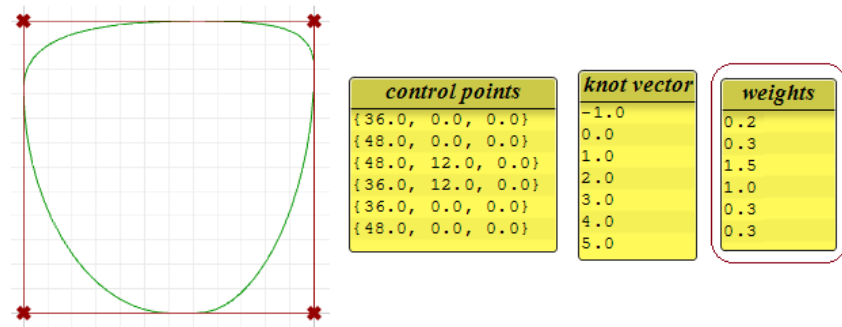 control points
{36.0, 0.0, 0.0}
{48.0, 0.0, 0.0}
{48.0, 12.0, 0.0}
{36.0, 12.0, 0.0}
{36.0, 0.0, 0.0}
{48.0, 0.0, 0.0}
knot vector
-1.0
0.0
1.0
2.0
3.0
4.0
5.0
weights
0.2
0.3
1.5
1.0
0.3
0.3